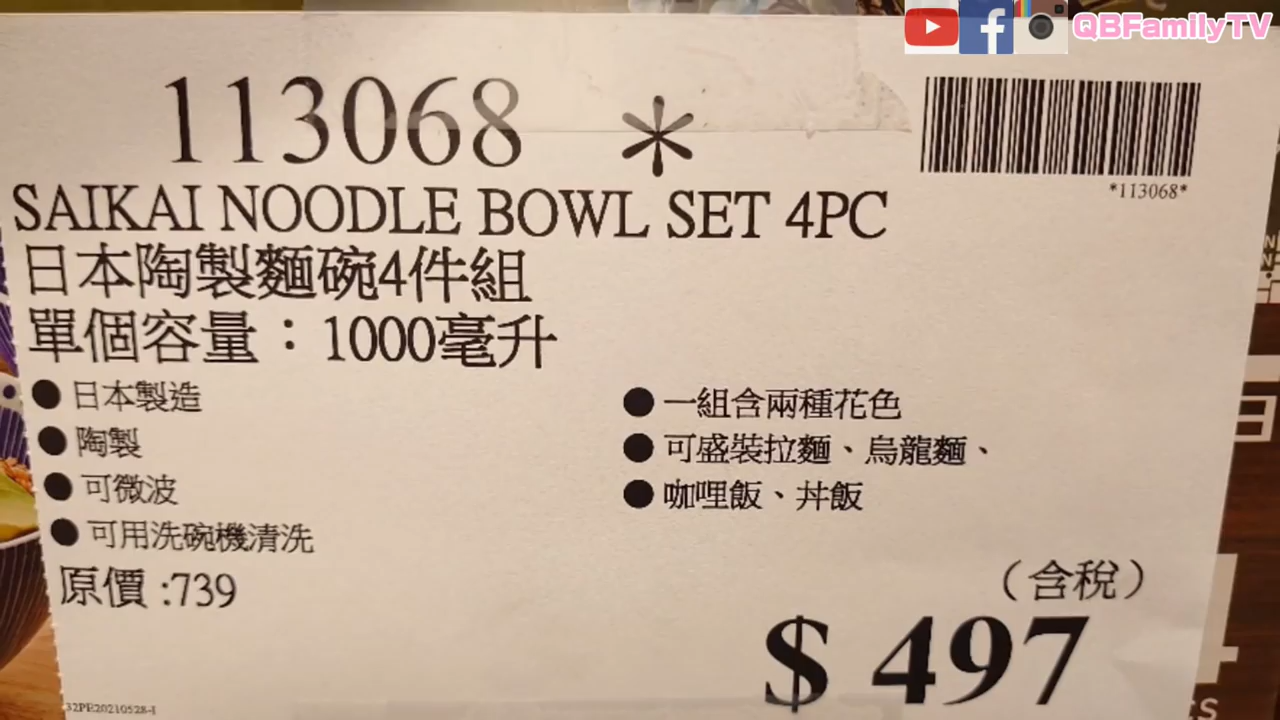 QBFamilyTV
113068 *
*113068*
SAIKAI NOODLE BOWL SET 4PC
日本陶製麵碗4件組
單個容量：1000毫升
● 日本製造
● 陶製
● 可微波
● 可用洗碗機清洗
● 一組含兩種花色
● 可盛裝拉麵、烏龍麵、
● 咖哩飯、丼飯
原價 :739
（含稅）
$ 497
32PE20210528-1